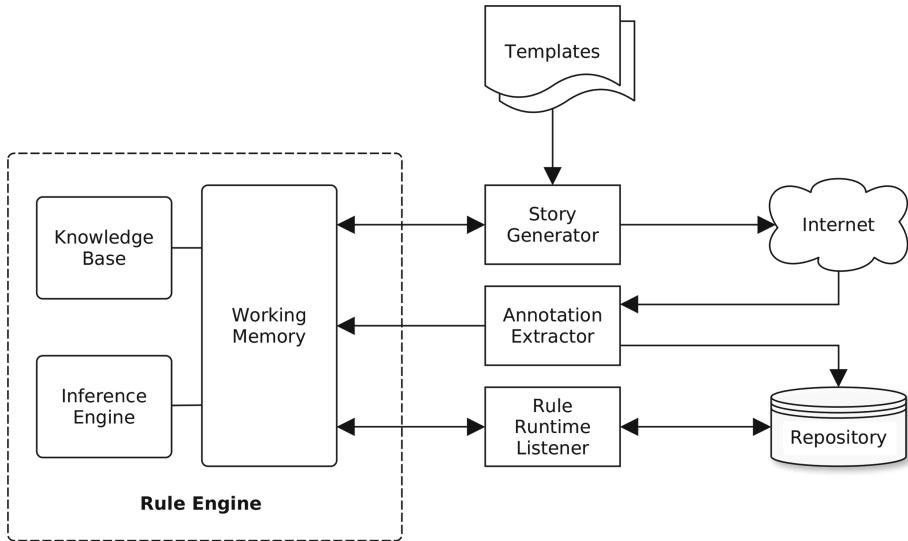 Templates
Knowledge
Base
Story
Generator
Internet
Working
Memory
Annotation
Extractor
Inference
Engine
Rule
Runtime
Listener
Repository
Rule Engine